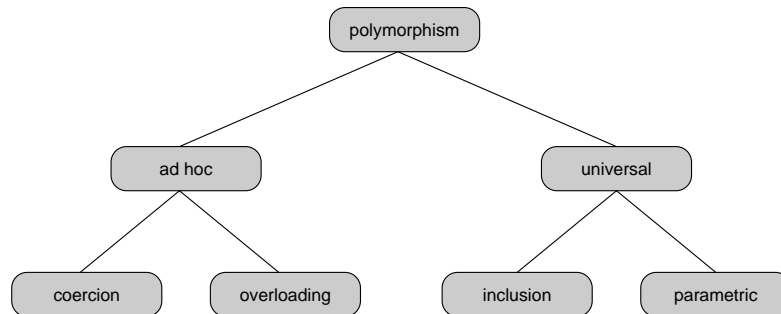 polymorphism
ad hoc
universal
coercion
overloading
inclusion
parametric